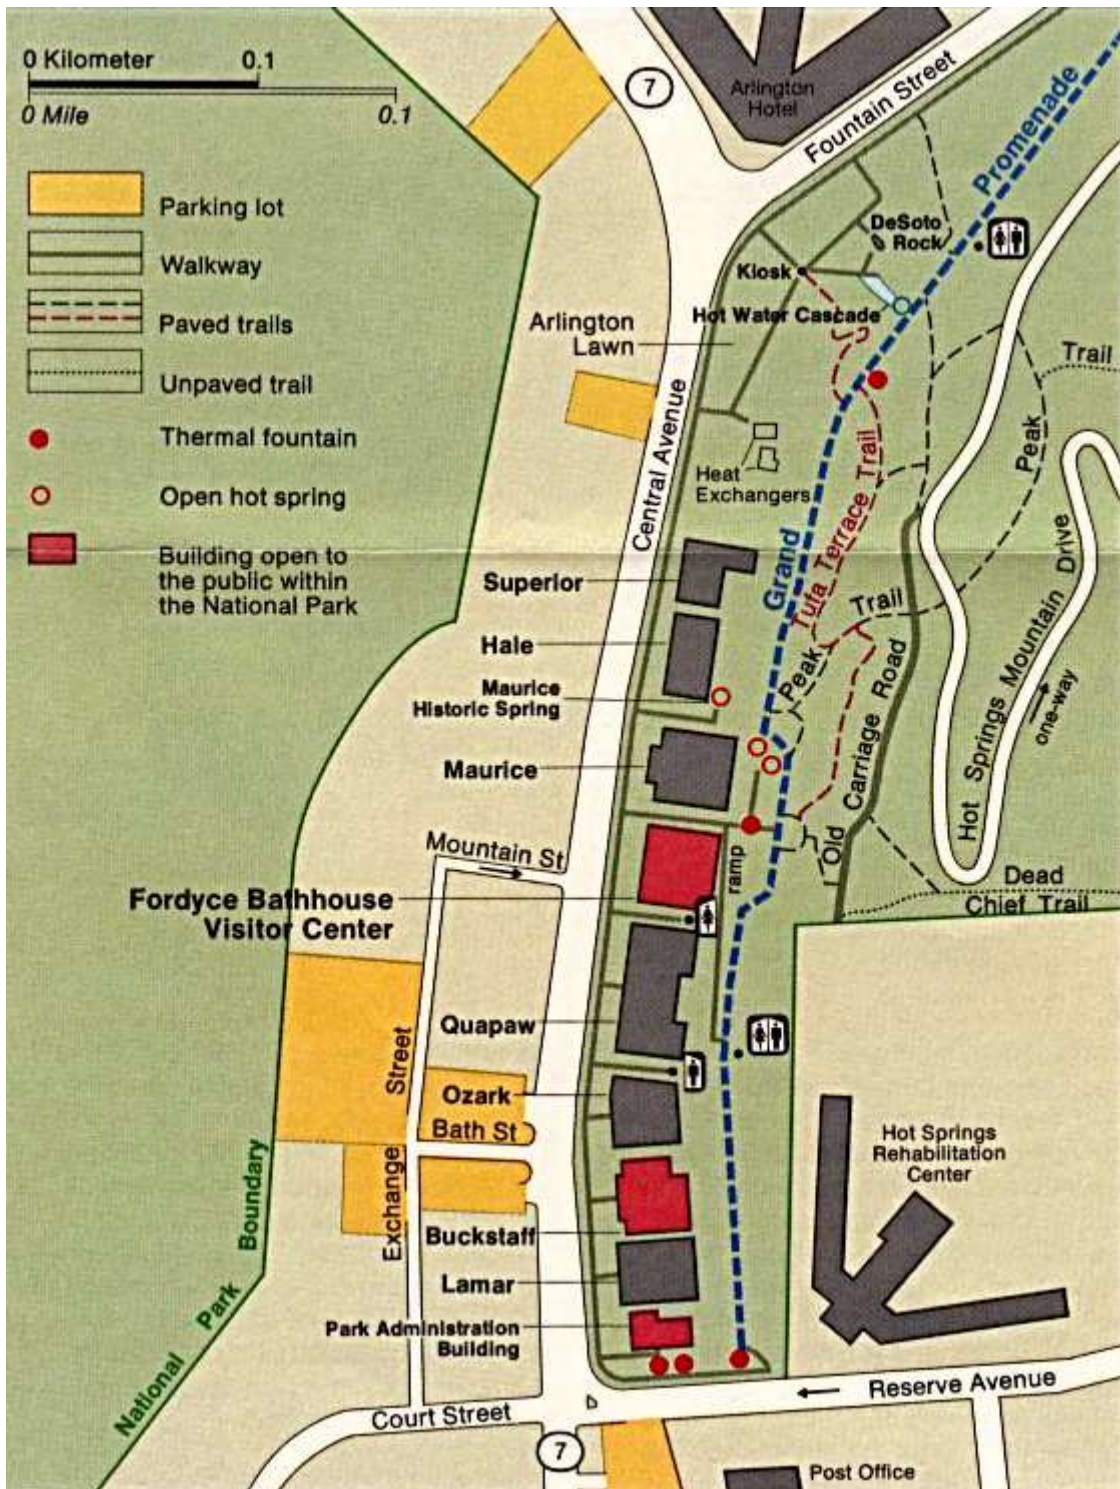 0 Kilometer 0.1
0 Mile 0.1
Parking lot
Walkway
Paved trails
Unpaved trail
Thermal fountain
Open hot spring
Building open to
the public within
the National Park
7
Arlington
Hotel
Fountain Street
Promenade
DeSoto
Rock
Kiosk
Hot Water Cascade
Arlington
Lawn
Central Avenue
Trail
Peak
Heat
Exchangers
Tufa Terrace Trail
Grand
Superior
Hale
Trail
Peak
Maurice
Historic Spring
Maurice
Old Carriage Road
Hot Springs Mountain Drive
one-way
Mountain St
ramp
Fordyce Bathhouse
Visitor Center
Dead
Chief Trail
Quapaw
Exchange Street
Ozark
Bath St
Hot Springs
Rehabilitation
Center
Buckstaff
Lamar
Park Administration
Building
National Park Boundary
Reserve Avenue
Court Street
7
Post Office